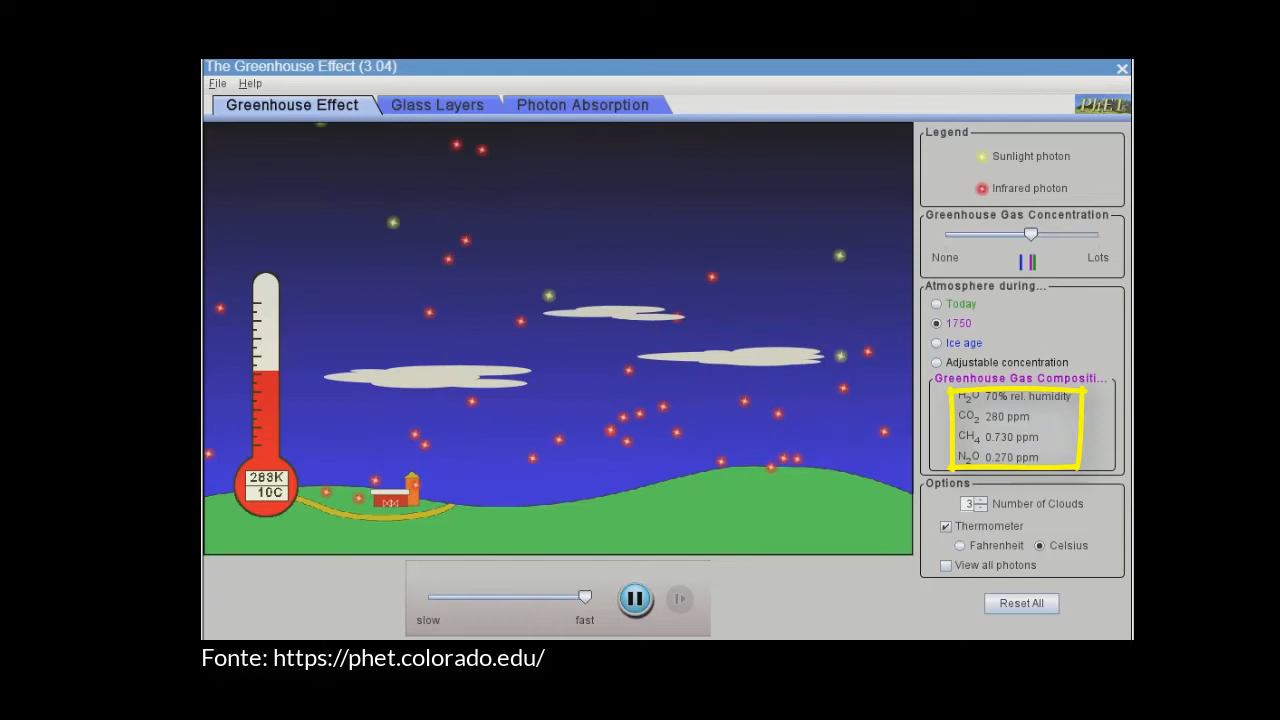 The Greenhouse Effect (3.04)
File Help
Greenhouse Effect Glass Layers Photon Absorption PhET
Legend
Sunlight photon
Infrared photon
Greenhouse Gas Concentration
None Lots
Atmosphere during...
Today
1750
Ice age
Adjustable concentration
Greenhouse Gas Compositi...
H2O 70% rel. humidity
CO2 280 ppm
CH4 0.730 ppm
N2O 0.270 ppm
283K
10C
Options
3 Number of Clouds
Thermometer
Fahrenheit Celsius
View all photons
slow fast
Reset All
Fonte: https://phet.colorado.edu/